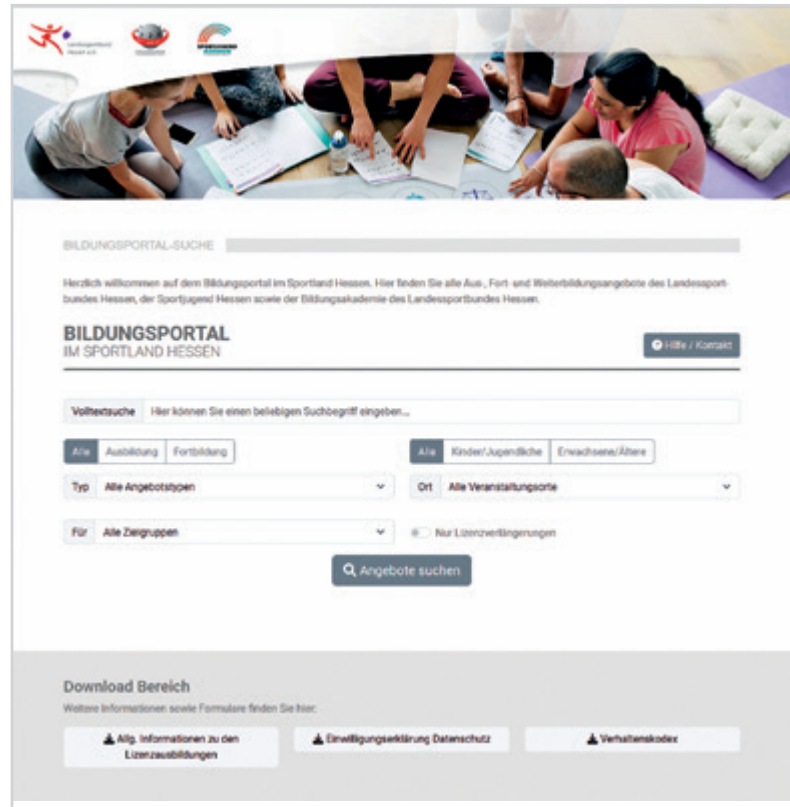 Landessportbund
Hessen e.V.
SPORTJUGEND
BILDUNGSPORTAL-SUCHE
Herzlich willkommen auf dem Bildungsportal im Sportland Hessen. Hier finden Sie alle Aus-, Fort- und Weiterbildungsangebote des Landessport-
bundes Hessen, der Sportjugend Hessen sowie der Bildungsakademie des Landessportbundes Hessen.
BILDUNGSPORTAL
IM SPORTLAND HESSEN
Hilfe / Kontakt
Volltextsuche Hier können Sie einen beliebigen Suchbegriff eingeben...
Alle Ausbildung Fortbildung Alle Kinder/Jugendliche Erwachsene/Ältere
Typ Alle Angebotstypen Ort Alle Veranstaltungsorte
Für Alle Zielgruppen Nur Lizenzverlängerungen
Angebote suchen
Download Bereich
Weitere Informationen sowie Formulare finden Sie hier:
Allg. Informationen zu den Einwilligungserklärung Datenschutz Verhaltenskodex
Lizenzausbildungen